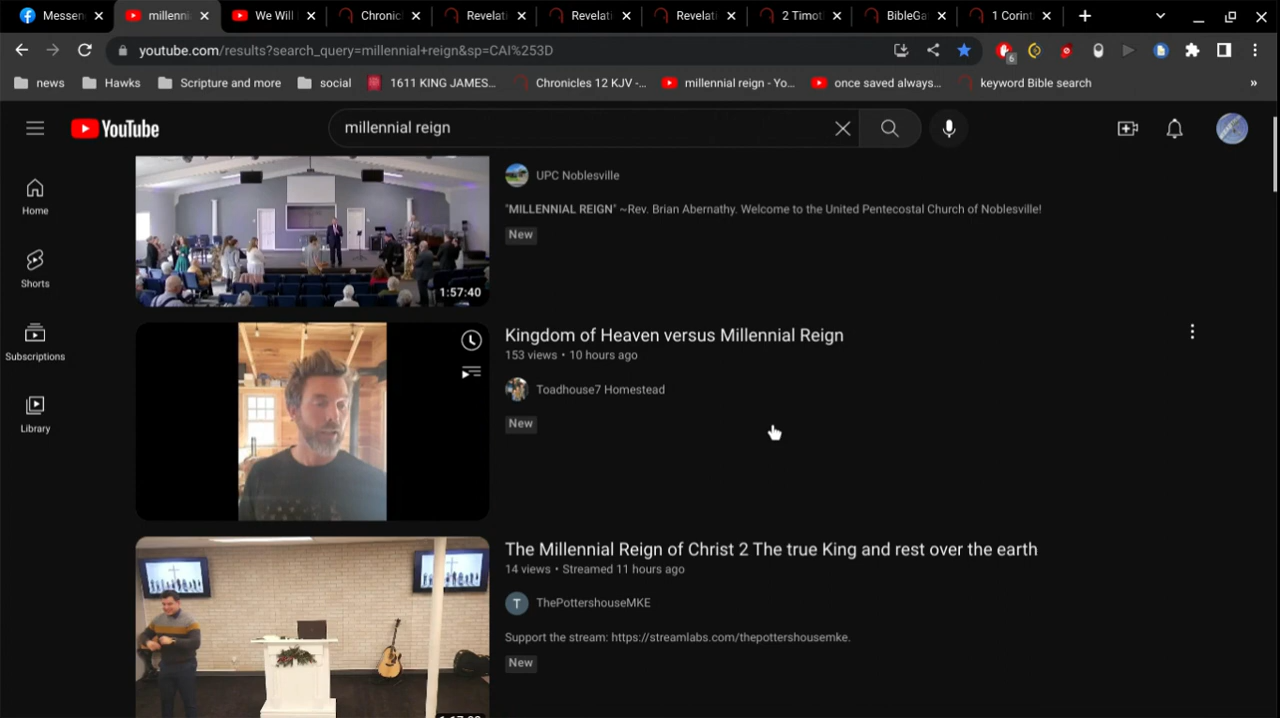 Messen
millenni
We Will
Chronicl
Revelati
Revelati
Revelati
2 Timoth
BibleGat
1 Corint
youtube.com/results?search_query=millennial+reign&sp=CAI%253D
6
news
Hawks
Scripture and more
social
1611 KING JAMES...
Chronicles 12 KJV -...
millennial reign - Yo...
once saved always...
keyword Bible search
»
YouTube
millennial reign
Home
Shorts
Subscriptions
Library
UPC Noblesville
"MILLENNIAL REIGN" ~Rev. Brian Abernathy. Welcome to the United Pentecostal Church of Noblesville!
New
1:57:40
Kingdom of Heaven versus Millennial Reign
153 views • 10 hours ago
Toadhouse7 Homestead
New
The Millennial Reign of Christ 2 The true King and rest over the earth
14 views • Streamed 11 hours ago
T ThePottershouseMKE
Support the stream: https://streamlabs.com/thepottershousemke.
New